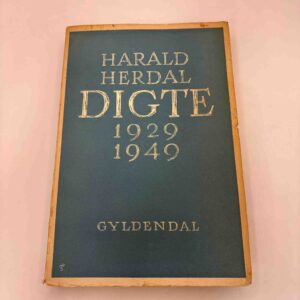 HARALD
HERDAL
DIGTE
1929
1949
GYLDENDAL